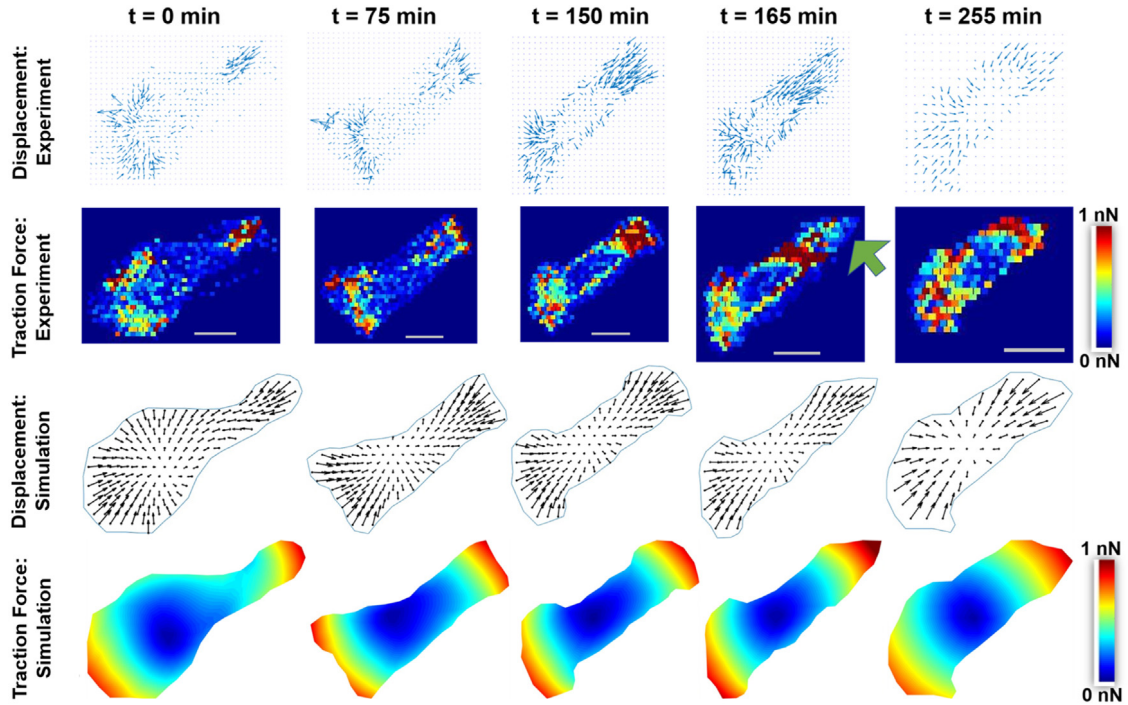 t = 0 min
t = 75 min
t = 150 min
t = 165 min
t = 255 min
Displacement:
Experiment
Traction Force:
Experiment
1 nN
0 nN
Displacement:
Simulation
Traction Force:
Simulation
1 nN
0 nN